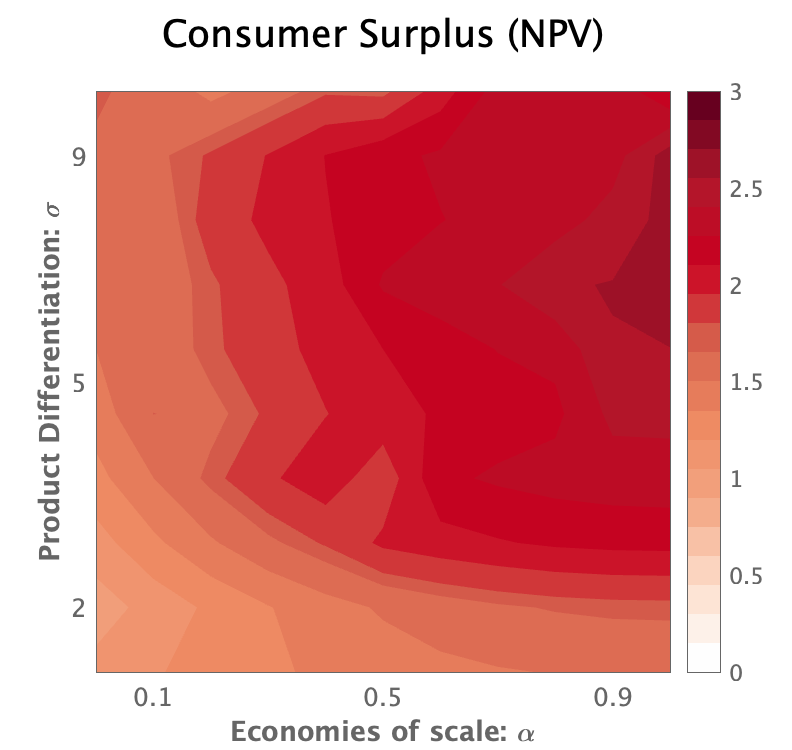 Consumer Surplus (NPV)
3
9
2.5
Product Differentiation: σ
2
5
1.5
1
0.5
2
0
0.1 0.5 0.9
Economies of scale: α